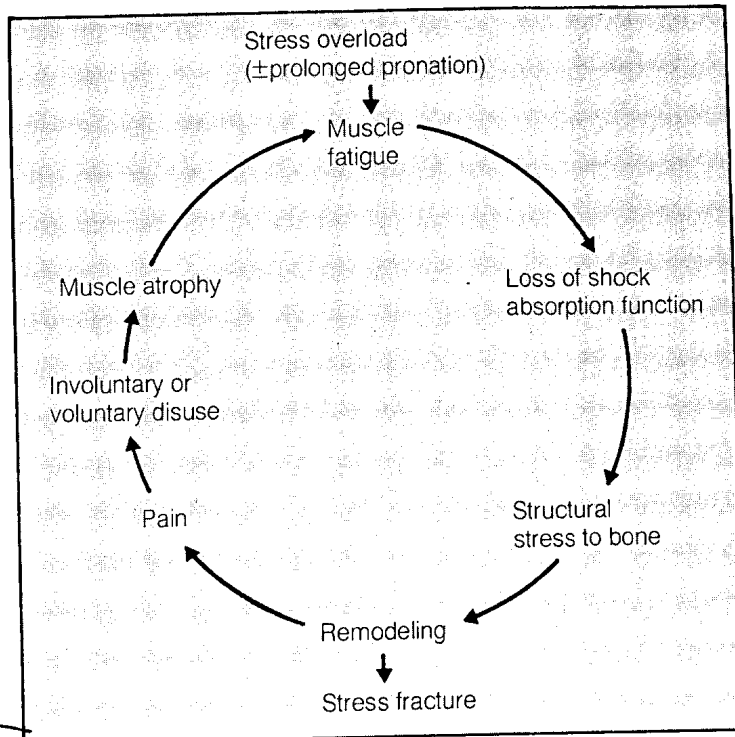 Stress overload
(±prolonged pronation)
Muscle
fatigue
Loss of shock
absorption function
Structural
stress to bone
Remodeling
Stress fracture
Pain
Involuntary or
voluntary disuse
Muscle atrophy